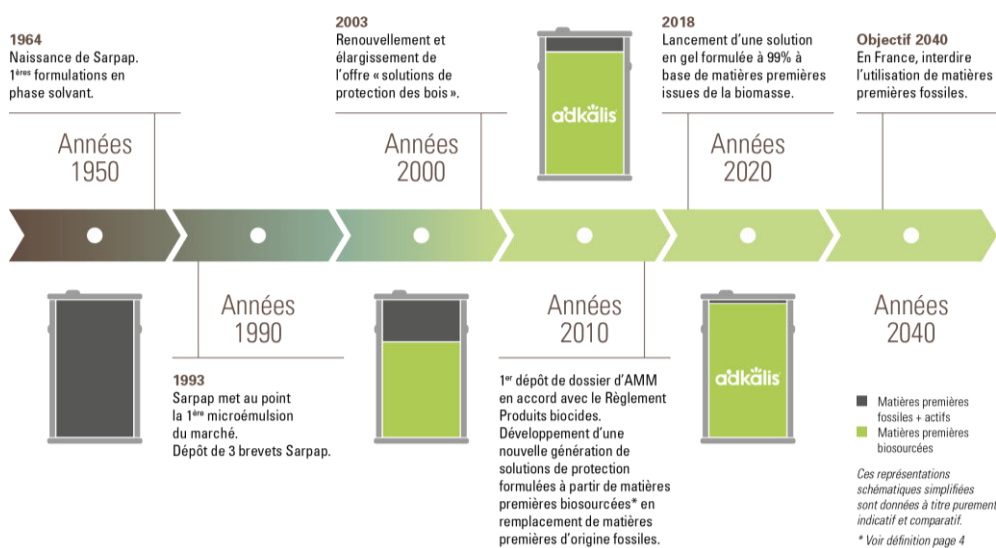 1964
Naissance de Sarpap.
1ères formulations en
phase solvant.
Années
1950
2003
Renouvellement et
élargissement de
l'offre « solutions de
protection des bois ».
Années
2000
adkalis
2018
Lancement d'une solution
en gel formulée à 99% à
base de matières premières
issues de la biomasse.
Années
2020
Objectif 2040
En France, interdire
l'utilisation de matières
premières fossiles.
Années
1990
1993
Sarpap met au point
la 1ère microémulsion
du marché.
Dépôt de 3 brevets Sarpap.
Années
2010
1er dépôt de dossier d'AMM
en accord avec le Règlement
Produits biocides.
Développement d'une
nouvelle génération de
solutions de protection
formulées à partir de matières
premières biosourcées* en
remplacement de matières
premières d'origine fossiles.
adkalis
Années
2040
Matières premières
fossiles + actifs
Matières premières
biosourcées
Ces représentations
schématiques simplifiées
sont données à titre purement
indicatif et comparatif.
* Voir définition page 4